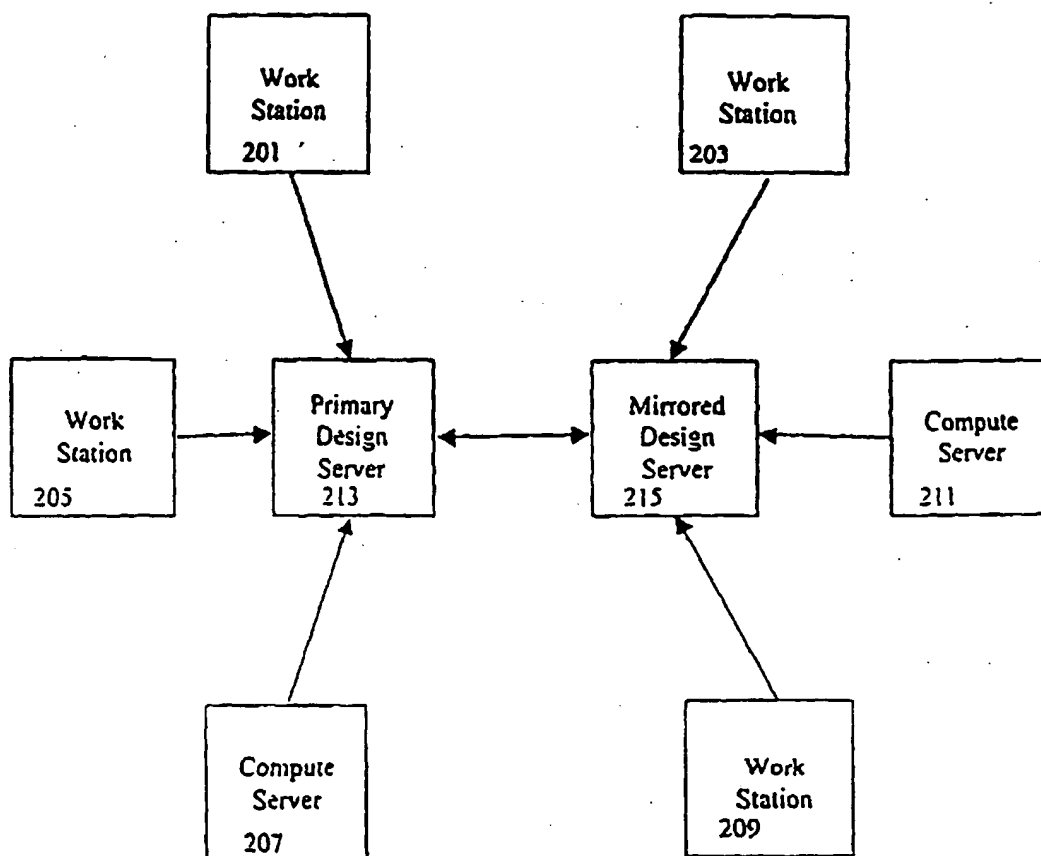 Work
Station
201
Work
Station
203
Work
Station
205
Primary
Design
Server
213
Mirrored
Design
Server
215
Compute
Server
211
Compute
Server
207
Work
Station
209